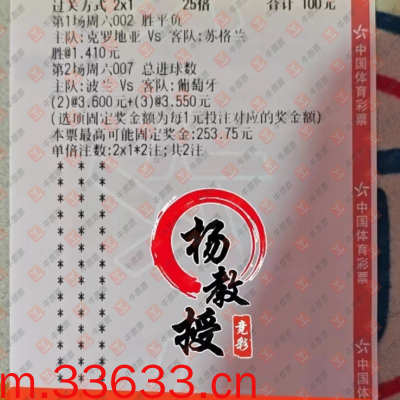 过关方式 2x1 25倍 合计 100元
第1场周六002 胜平负
主队:克罗地亚 Vs 客队:苏格兰
胜@1.410元
第2场周六007 总进球数
主队:波兰 Vs 客队:葡萄牙
(2)@3.600元+(3)@3.550元
(选项固定奖金额为每1元投注对应的奖金额)
本票最高可能固定奖金:253.75元
单倍注数:2x1*2注;共2注
中国体育彩票
中国体育彩票
中国体育彩票
杨教授
竞彩
m.33633.cn